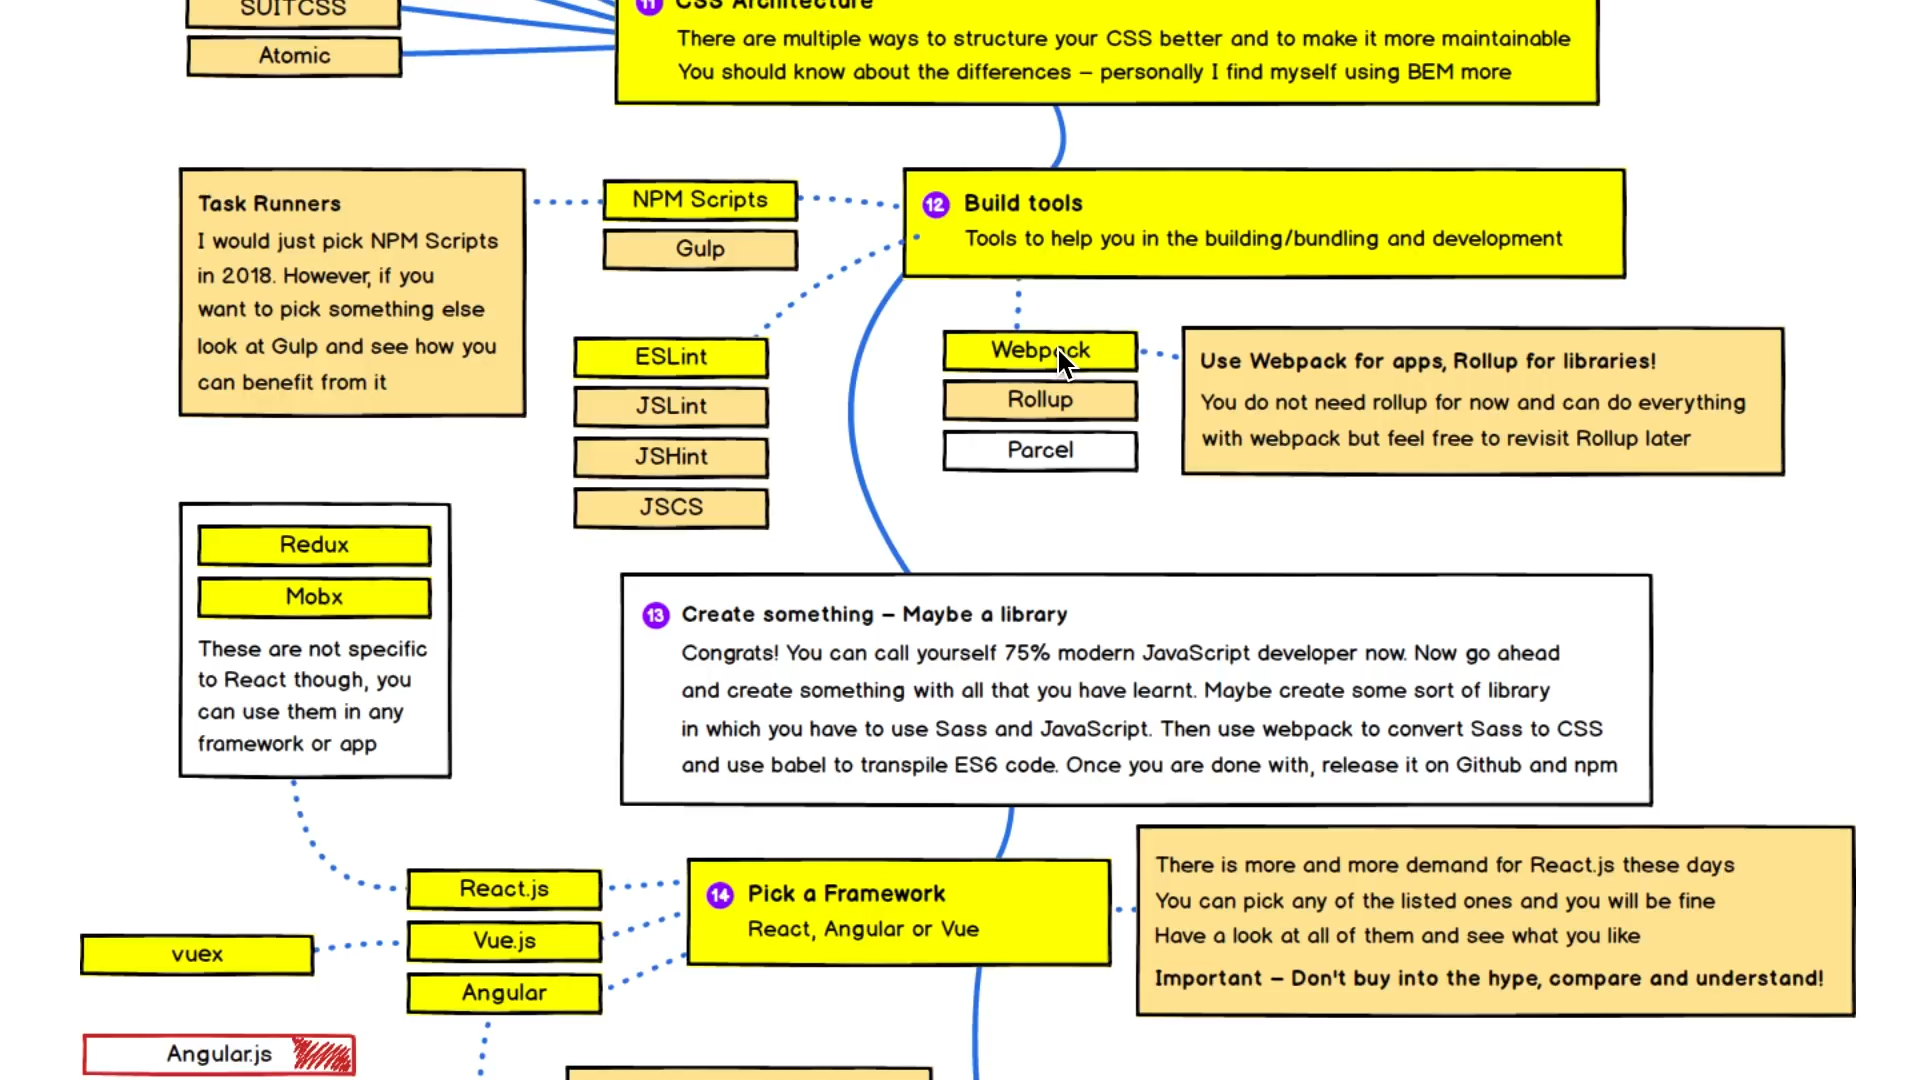 SUITCSS
Atomic
11 CSS Architecture
There are multiple ways to structure your CSS better and to make it more maintainable
You should know about the differences – personally I find myself using BEM more
Task Runners
I would just pick NPM Scripts
in 2018. However, if you
want to pick something else
look at Gulp and see how you
can benefit from it
NPM Scripts
Gulp
12 Build tools
Tools to help you in the building/bundling and development
ESLint
JSLint
JSHint
JSCS
Webpack
Rollup
Parcel
Use Webpack for apps, Rollup for libraries!
You do not need rollup for now and can do everything
with webpack but feel free to revisit Rollup later
Redux
Mobx
These are not specific
to React though, you
can use them in any
framework or app
13 Create something – Maybe a library
Congrats! You can call yourself 75% modern JavaScript developer now. Now go ahead
and create something with all that you have learnt. Maybe create some sort of library
in which you have to use Sass and JavaScript. Then use webpack to convert Sass to CSS
and use babel to transpile ES6 code. Once you are done with, release it on Github and npm
React.js
Vue.js
Angular
vuex
Angular.js
14 Pick a Framework
React, Angular or Vue
There is more and more demand for React.js these days
You can pick any of the listed ones and you will be fine
Have a look at all of them and see what you like
Important – Don't buy into the hype, compare and understand!